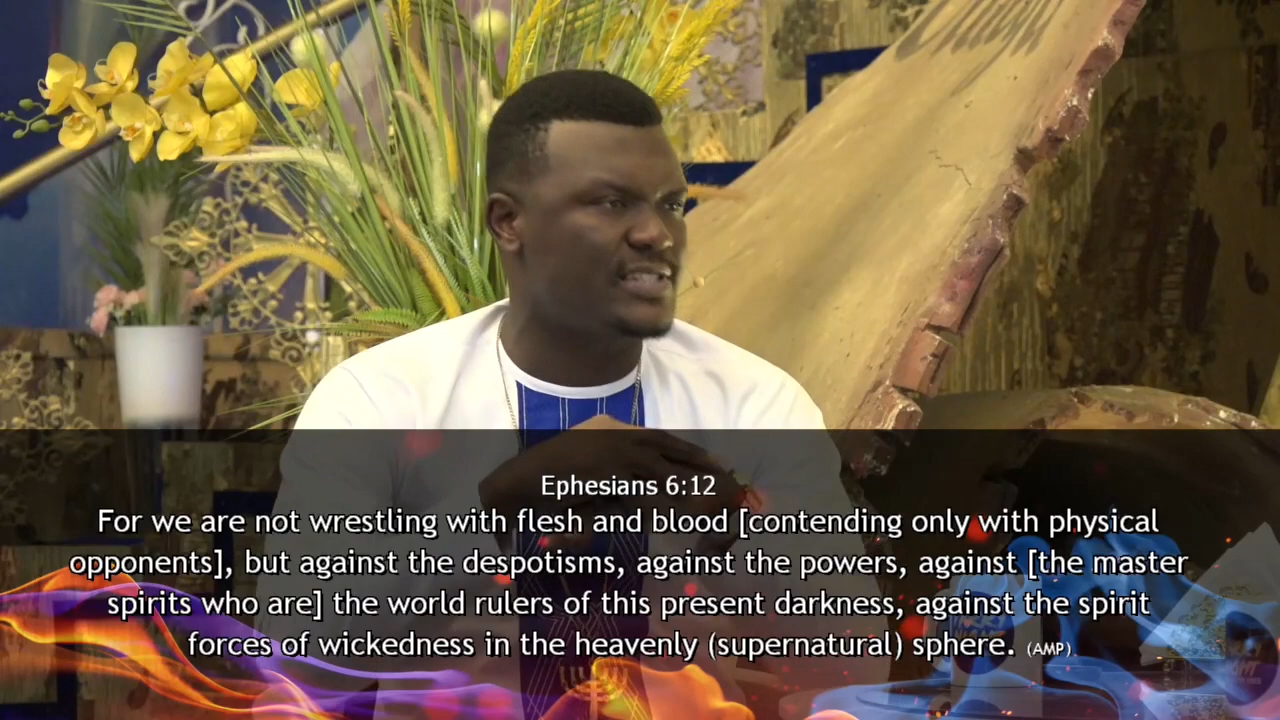 Ephesians 6:12
For we are not wrestling with flesh and blood [contending only with physical
opponents], but against the despotisms, against the powers, against [the master
spirits who are] the world rulers of this present darkness, against the spirit
forces of wickedness in the heavenly (supernatural) sphere. (AMP)